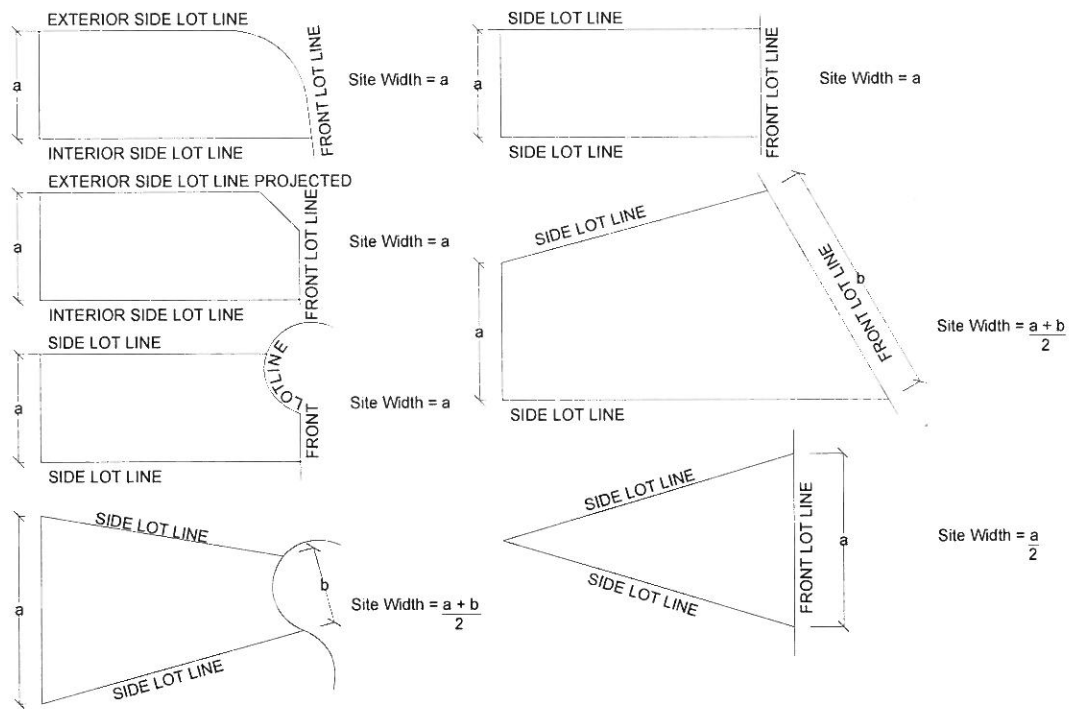 EXTERIOR SIDE LOT LINE
a
FRONT LOT LINE
Site Width = a
INTERIOR SIDE LOT LINE
SIDE LOT LINE
a
FRONT LOT LINE
Site Width = a
SIDE LOT LINE
EXTERIOR SIDE LOT LINE PROJECTED
a
FRONT LOT LINE
Site Width = a
INTERIOR SIDE LOT LINE
SIDE LOT LINE
a
b
FRONT LOT LINE
Site Width = a + b
2
SIDE LOT LINE
SIDE LOT LINE
a
FRONT
LOTLINE
Site Width = a
SIDE LOT LINE
SIDE LOT LINE
a
b
Site Width = a + b
2
SIDE LOT LINE
SIDE LOT LINE
FRONT LOT LINE
a
Site Width = a
2
SIDE LOT LINE